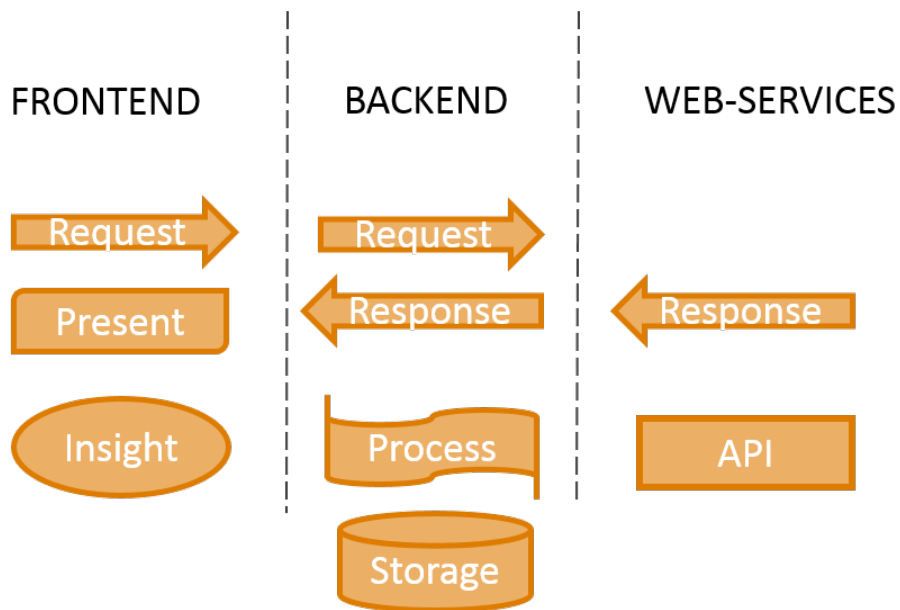 FRONTEND
BACKEND
WEB-SERVICES
Request
Request
Present
Response
Response
Insight
Process
API
Storage